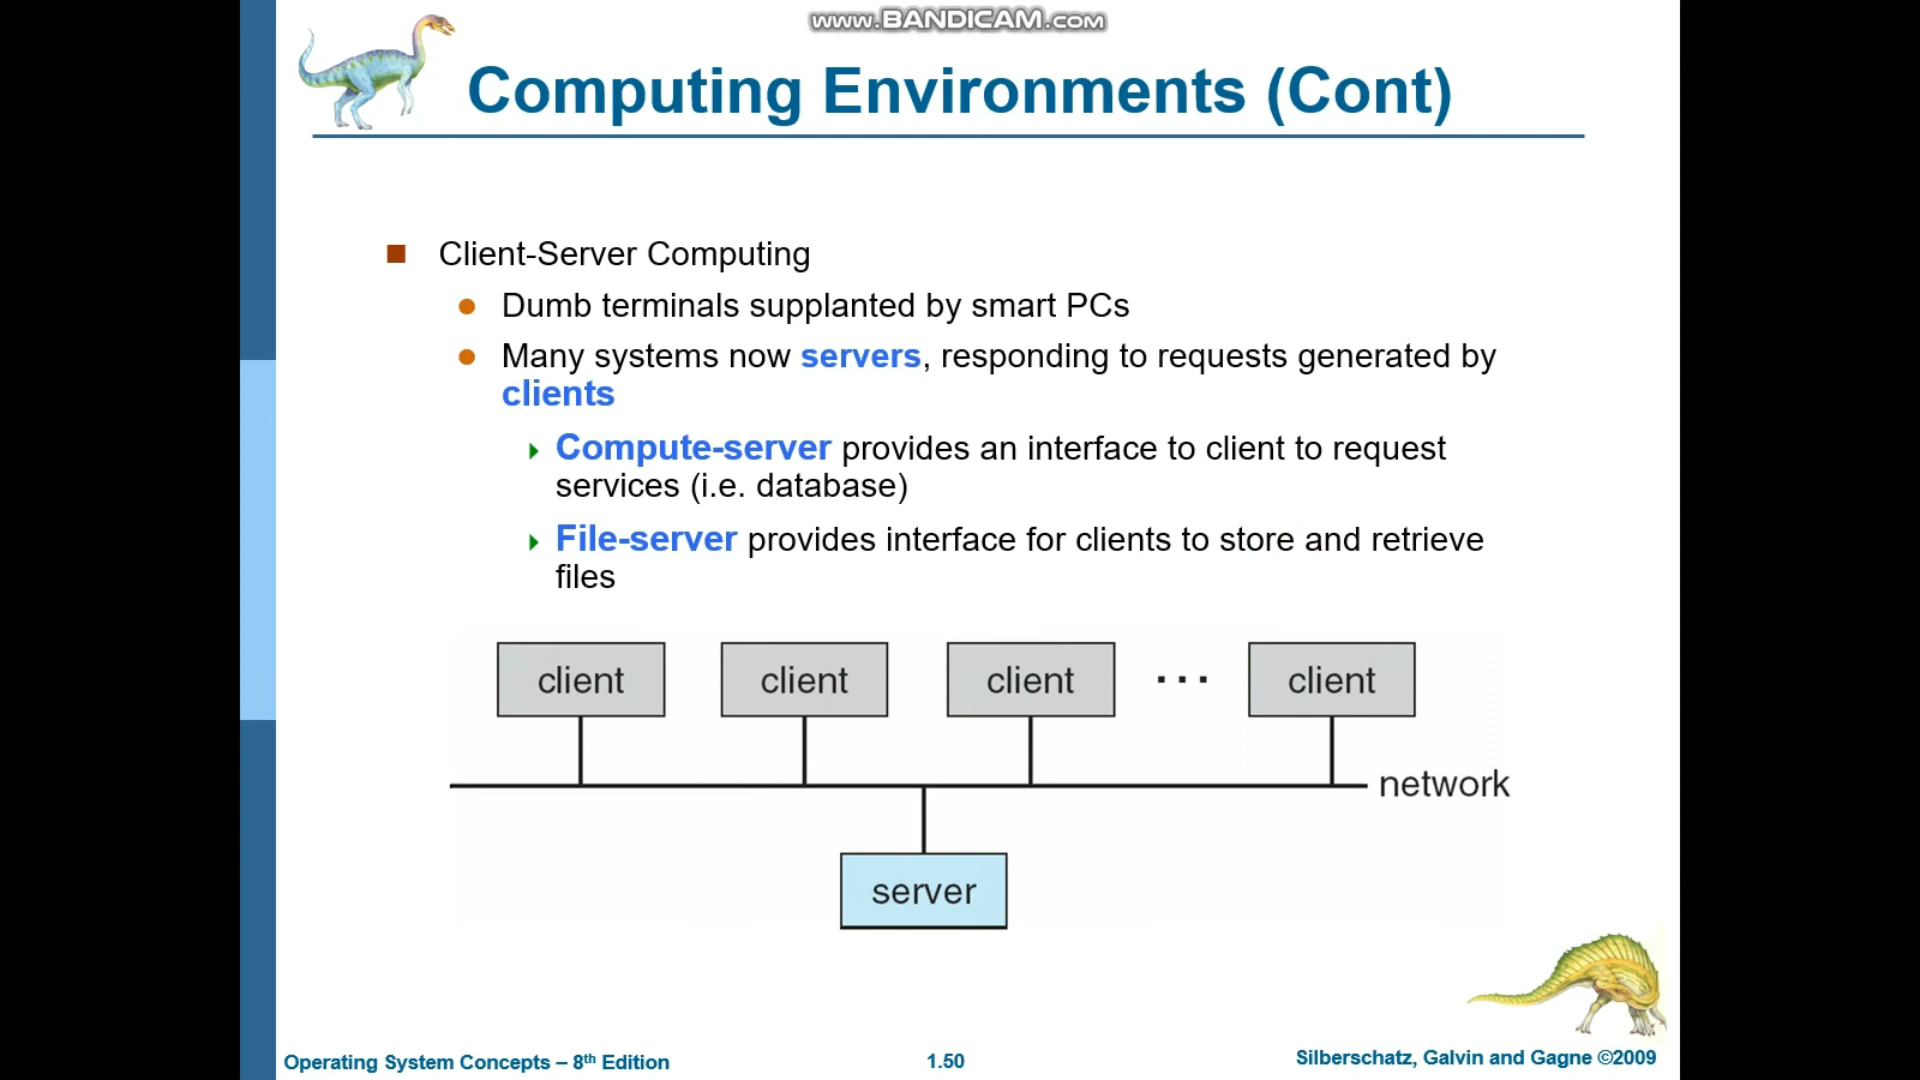 www.BANDICAM.com
Computing Environments (Cont)
Client-Server Computing
Dumb terminals supplanted by smart PCs
Many systems now servers, responding to requests generated by
clients
Compute-server provides an interface to client to request
services (i.e. database)
File-server provides interface for clients to store and retrieve
files
client client client ... client
network
server
Operating System Concepts – 8th Edition 1.50 Silberschatz, Galvin and Gagne ©2009